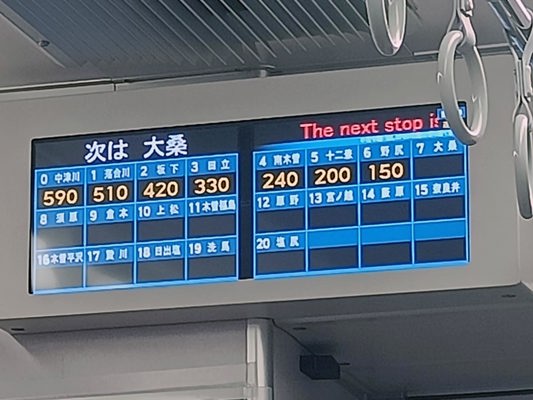 次は 大桑
The next stop is
0 中津川 1 落合川 2 坂下 3 田立 4 南木曽 5 十二兼 6 野尻 7 大桑
590 510 420 330 240 200 150
8 須原 9 倉本 10 上松 11 木曽福島 12 原野 13 宮ノ越 14 藪原 15 奈良井
16 木曽平沢 17 贄川 18 日出塩 19 洗馬 20 塩尻